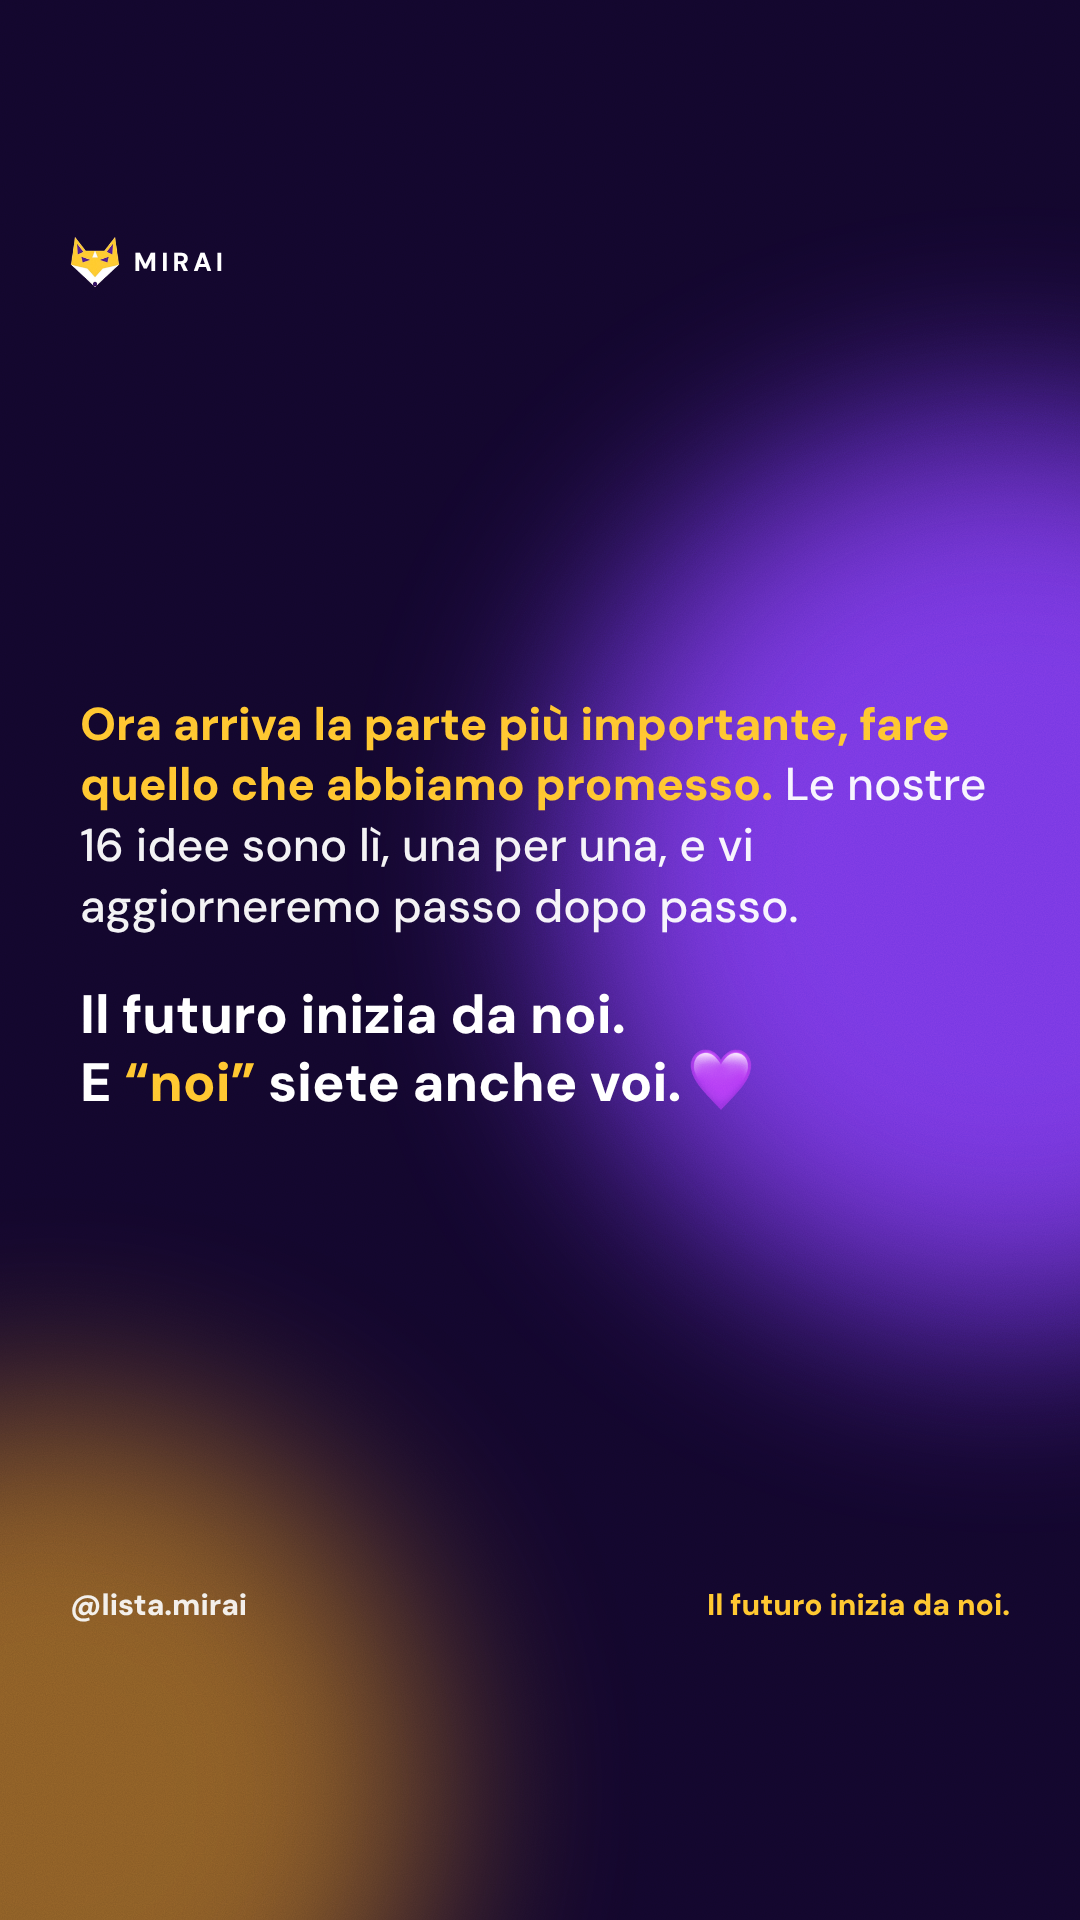 MIRAI
Ora arriva la parte più importante, fare
quello che abbiamo promesso. Le nostre
16 idee sono lì, una per una, e vi
aggiorneremo passo dopo passo.
Il futuro inizia da noi.
E “noi” siete anche voi. 💜
@lista.mirai
Il futuro inizia da noi.